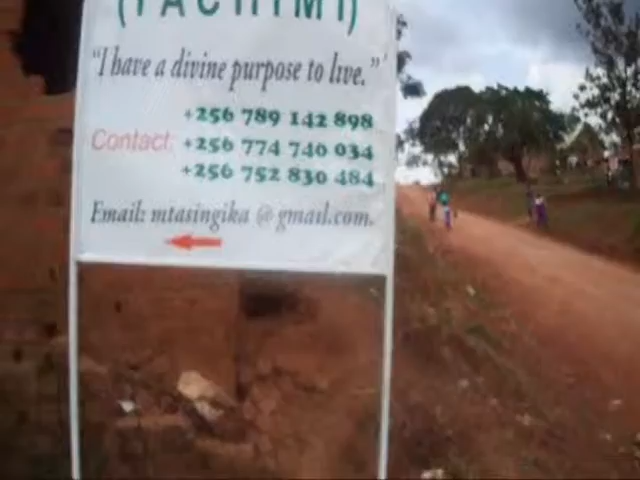 (TACHIMI)
"I have a divine purpose to live."
+256 789 142 898
Contact: +256 774 740 034
+256 752 830 484
Email: mtasingika @ gmail.com.